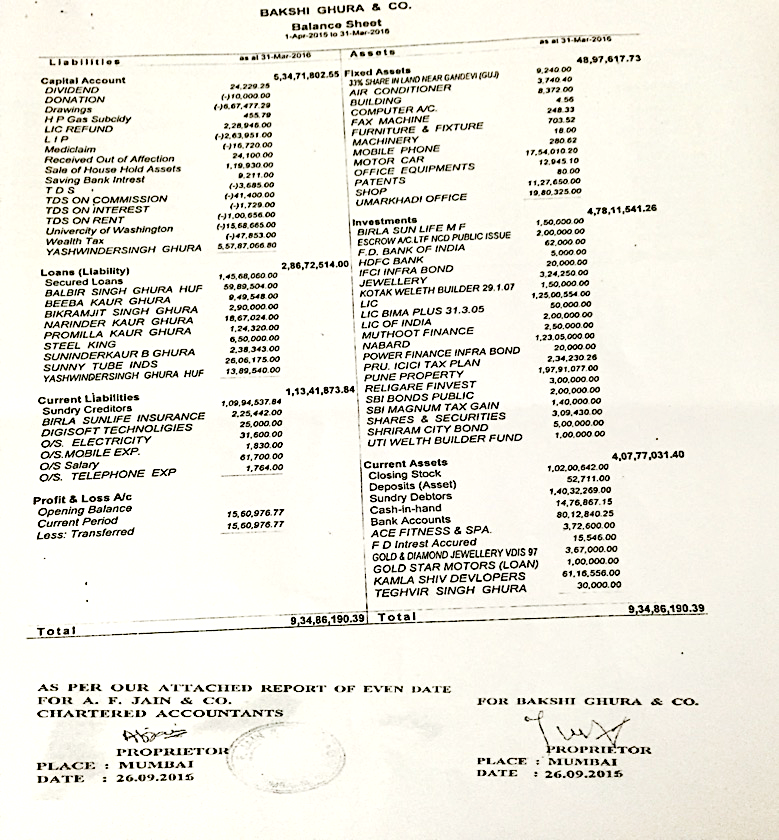 BAKSHI GHURA & CO.
Balance Sheet
1-Apr-2015 to 31-Mar-2016
Liabilities as at 31-Mar-2016
Capital Account 5,34,71,802.55
DIVIDEND 24,229.25
DONATION (-)10,000.00
Drawings (-)6,67,477.29
H P Gas Subcidy 455.79
LIC REFUND 2,28,946.00
L I P (-)2,63,951.00
Mediclaim (-)16,720.00
Received Out of Affection 24,100.00
Sale of House Hold Assets 1,19,930.00
Saving Bank Intrest 9,211.00
T D S (-)3,685.00
TDS ON COMMISSION (-)41,400.00
TDS ON INTEREST (-)1,729.00
TDS ON RENT (-)1,00,656.00
Univercity of Washington (-)15,68,665.00
Wealth Tax (-)47,853.00
YASHWINDERSINGH GHURA 5,57,87,066.80
Loans (Liability) 2,86,72,514.00
Secured Loans 1,45,68,060.00
BALBIR SINGH GHURA HUF 59,89,504.00
BEEBA KAUR GHURA 9,49,548.00
BIKRAMJIT SINGH GHURA 2,90,000.00
NARINDER KAUR GHURA 18,67,024.00
PROMILLA KAUR GHURA 1,24,320.00
STEEL KING 6,50,000.00
SUNINDERKAUR B GHURA 2,38,343.00
SUNNY TUBE INDS 26,06,175.00
YASHWINDERSINGH GHURA HUF 13,89,540.00
Current Liabilities 1,13,41,873.84
Sundry Creditors 1,09,94,537.84
BIRLA SUNLIFE INSURANCE 2,25,442.00
DIGISOFT TECHNOLIGIES 25,000.00
O/S. ELECTRICITY 31,600.00
O/S.MOBILE EXP. 1,830.00
O/S Salary 61,700.00
O/S. TELEPHONE EXP 1,764.00
Profit & Loss A/c
Opening Balance
Current Period 15,60,976.77
Less: Transferred 15,60,976.77
Total 9,34,86,190.39
Assets as at 31-Mar-2016
Fixed Assets 48,97,617.73
33% SHARE IN LAND NEAR GANDEVI (GUJ) 9,240.00
AIR CONDITIONER 3,740.40
BUILDING 8,372.00
COMPUTER A/C. 4.56
FAX MACHINE 248.33
FURNITURE & FIXTURE 703.52
MACHINERY 18.00
MOBILE PHONE 280.62
MOTOR CAR 17,54,010.20
OFFICE EQUIPMENTS 12,945.10
PATENTS 80.00
SHOP 11,27,650.00
UMARKHADI OFFICE 19,80,325.00
Investments 4,78,11,541.26
BIRLA SUN LIFE M F 1,50,000.00
ESCROW A/C.LTF NCD PUBLIC ISSUE 2,00,000.00
F.D. BANK OF INDIA 62,000.00
HDFC BANK 5,000.00
IFCI INFRA BOND 20,000.00
JEWELLERY 3,24,250.00
KOTAK WELETH BUILDER 29.1.07 1,50,000.00
LIC 1,25,00,554.00
LIC BIMA PLUS 31.3.05 50,000.00
LIC OF INDIA 2,00,000.00
MUTHOOT FINANCE 2,50,000.00
NABARD 1,23,05,000.00
POWER FINANCE INFRA BOND 20,000.00
PRU. ICICI TAX PLAN 2,34,230.26
PUNE PROPERTY 1,97,91,077.00
RELIGARE FINVEST 3,00,000.00
SBI BONDS PUBLIC 2,00,000.00
SBI MAGNUM TAX GAIN 1,40,000.00
SHARES & SECURITIES 3,09,430.00
SHRIRAM CITY BOND 5,00,000.00
UTI WELTH BUILDER FUND 1,00,000.00
Current Assets 4,07,77,031.40
Closing Stock 1,02,00,642.00
Deposits (Asset) 52,711.00
Sundry Debtors 1,40,32,269.00
Cash-in-hand 14,76,867.15
Bank Accounts 80,12,840.25
ACE FITNESS & SPA. 3,72,600.00
F D Intrest Accured 15,546.00
GOLD & DIAMOND JEWELLERY VDIS 97 3,67,000.00
GOLD STAR MOTORS (LOAN) 1,00,000.00
KAMLA SHIV DEVLOPERS 61,16,556.00
TEGHVIR SINGH GHURA 30,000.00
Total 9,34,86,190.39
AS PER OUR ATTACHED REPORT OF EVEN DATE
FOR A. F. JAIN & CO.
CHARTERED ACCOUNTANTS
PROPRIETOR
PLACE : MUMBAI
DATE : 26.09.2015
FOR BAKSHI GHURA & CO.
PROPRIETOR
PLACE : MUMBAI
DATE : 26.09.2015